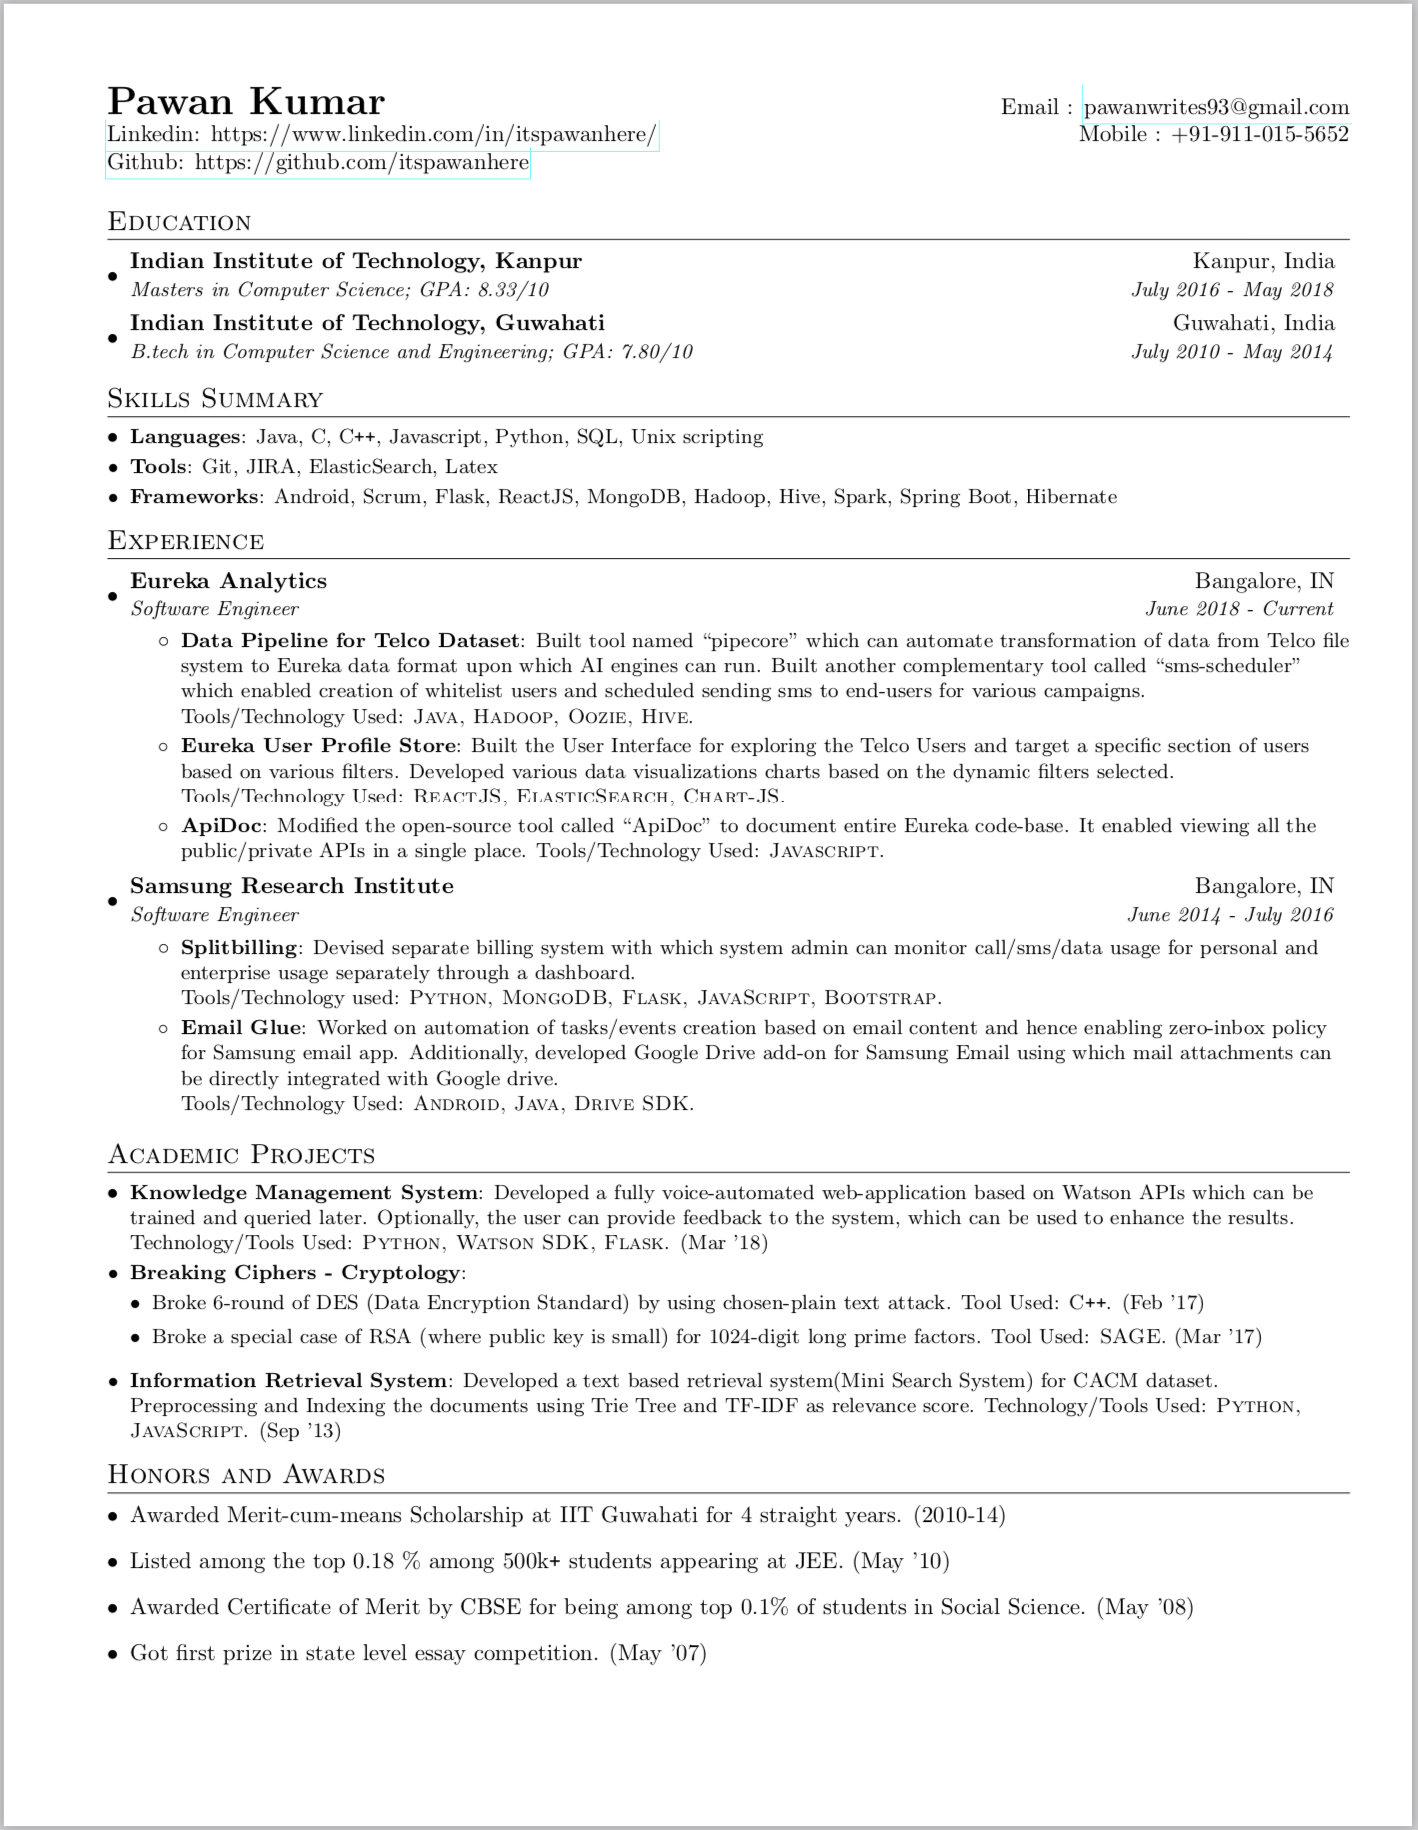 Pawan Kumar
Email : pawanwrites93@gmail.com
Linkedin: https://www.linkedin.com/in/itspawanhere/
Mobile : +91-911-015-5652
Github: https://github.com/itspawanhere
Education
Indian Institute of Technology, Kanpur
Kanpur, India
Masters in Computer Science; GPA: 8.33/10
July 2016 - May 2018
Indian Institute of Technology, Guwahati
Guwahati, India
B.tech in Computer Science and Engineering; GPA: 7.80/10
July 2010 - May 2014
Skills Summary
• Languages: Java, C, C++, Javascript, Python, SQL, Unix scripting
• Tools: Git, JIRA, ElasticSearch, Latex
• Frameworks: Android, Scrum, Flask, ReactJS, MongoDB, Hadoop, Hive, Spark, Spring Boot, Hibernate
Experience
• Eureka Analytics
Bangalore, IN
Software Engineer
June 2018 - Current
◦ Data Pipeline for Telco Dataset: Built tool named “pipecore” which can automate transformation of data from Telco file
system to Eureka data format upon which AI engines can run. Built another complementary tool called “sms-scheduler”
which enabled creation of whitelist users and scheduled sending sms to end-users for various campaigns.
Tools/Technology Used: Java, Hadoop, Oozie, Hive.
◦ Eureka User Profile Store: Built the User Interface for exploring the Telco Users and target a specific section of users
based on various filters. Developed various data visualizations charts based on the dynamic filters selected.
Tools/Technology Used: ReactJS, ElasticSearch, Chart-JS.
◦ ApiDoc: Modified the open-source tool called “ApiDoc” to document entire Eureka code-base. It enabled viewing all the
public/private APIs in a single place. Tools/Technology Used: Javascript.
• Samsung Research Institute
Bangalore, IN
Software Engineer
June 2014 - July 2016
◦ Splitbilling: Devised separate billing system with which system admin can monitor call/sms/data usage for personal and
enterprise usage separately through a dashboard.
Tools/Technology used: Python, MongoDB, Flask, JavaScript, Bootstrap.
◦ Email Glue: Worked on automation of tasks/events creation based on email content and hence enabling zero-inbox policy
for Samsung email app. Additionally, developed Google Drive add-on for Samsung Email using which mail attachments can
be directly integrated with Google drive.
Tools/Technology Used: Android, Java, Drive SDK.
Academic Projects
• Knowledge Management System: Developed a fully voice-automated web-application based on Watson APIs which can be
trained and queried later. Optionally, the user can provide feedback to the system, which can be used to enhance the results.
Technology/Tools Used: Python, Watson SDK, Flask. (Mar ’18)
• Breaking Ciphers - Cryptology:
• Broke 6-round of DES (Data Encryption Standard) by using chosen-plain text attack. Tool Used: C++. (Feb ’17)
• Broke a special case of RSA (where public key is small) for 1024-digit long prime factors. Tool Used: SAGE. (Mar ’17)
• Information Retrieval System: Developed a text based retrieval system(Mini Search System) for CACM dataset.
Preprocessing and Indexing the documents using Trie Tree and TF-IDF as relevance score. Technology/Tools Used: Python,
JavaScript. (Sep ’13)
Honors and Awards
• Awarded Merit-cum-means Scholarship at IIT Guwahati for 4 straight years. (2010-14)
• Listed among the top 0.18 % among 500k+ students appearing at JEE. (May ’10)
• Awarded Certificate of Merit by CBSE for being among top 0.1% of students in Social Science. (May ’08)
• Got first prize in state level essay competition. (May ’07)